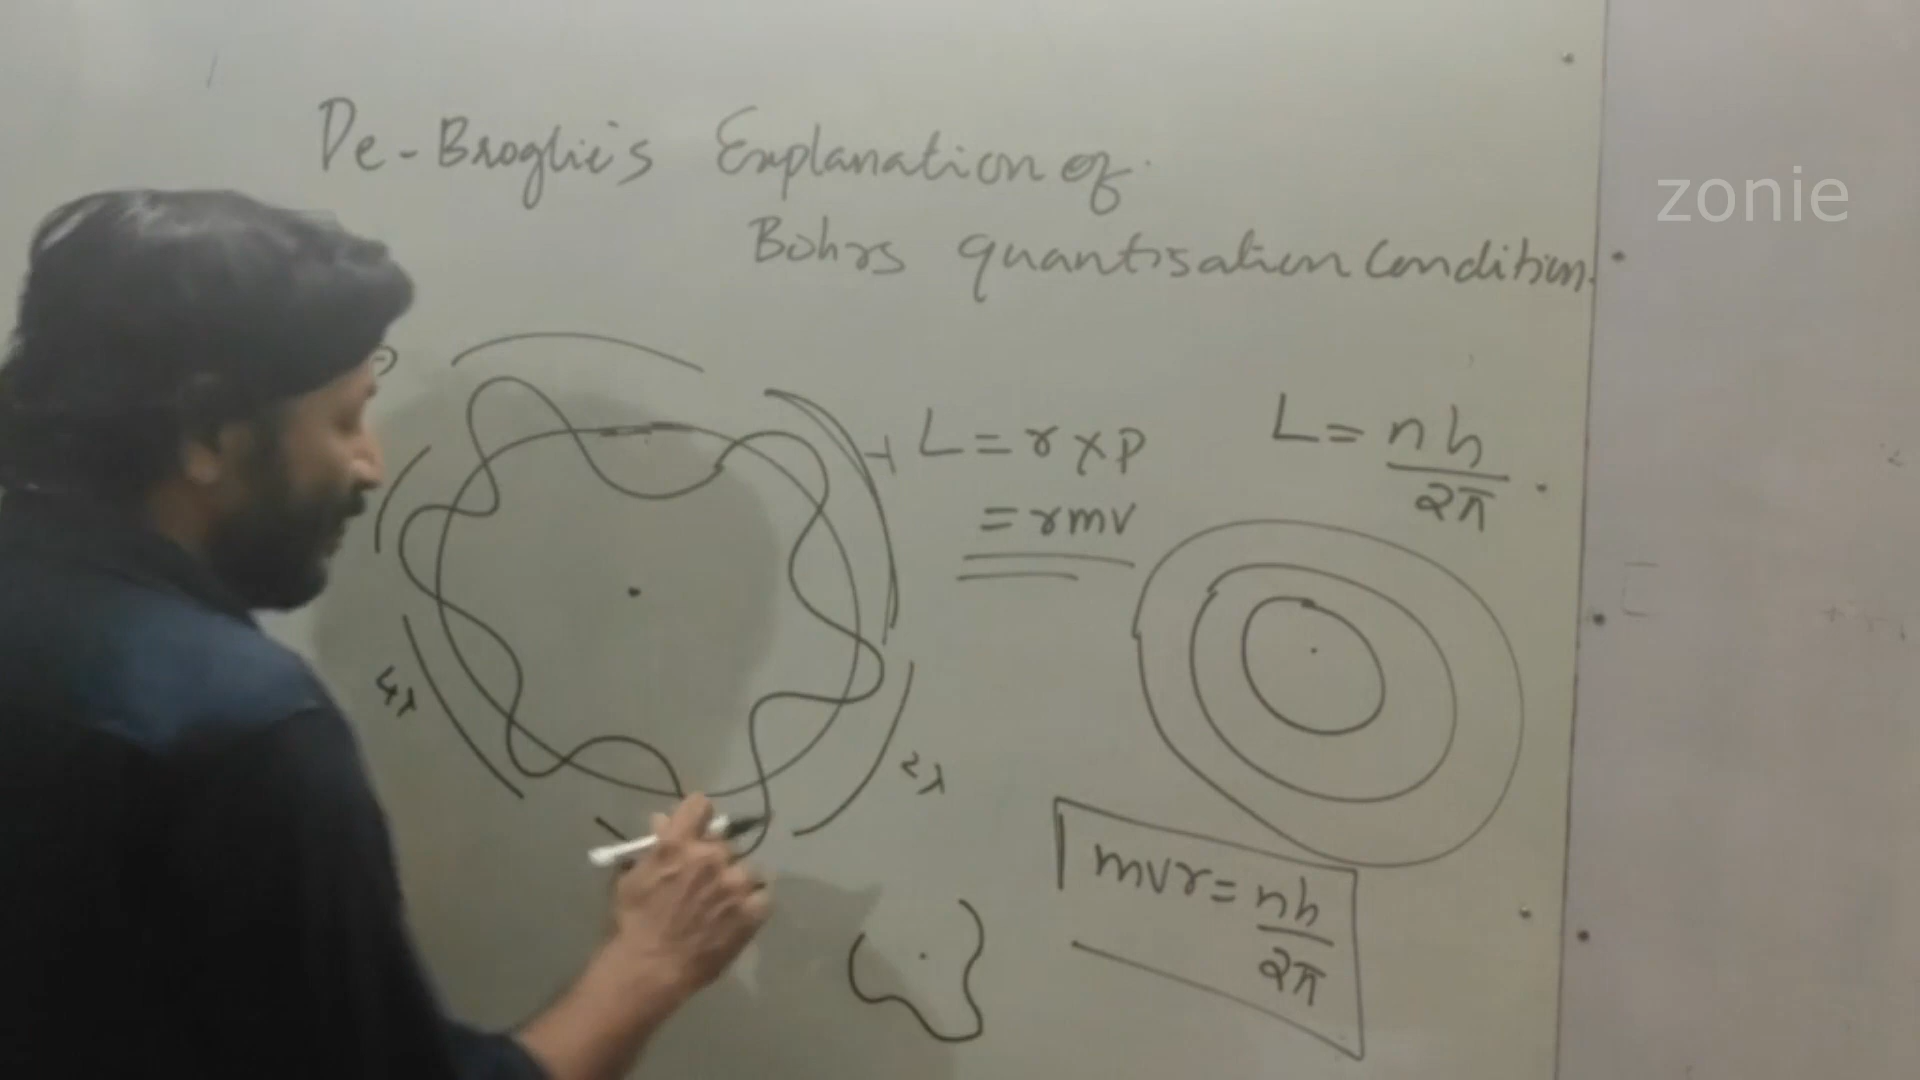 De-Broglie's Explanation of
Bohrs quantisation Condition.
zonie
L = r x p
= rmv
L = nh
2π
4λ
2λ
mvr = nh
2π